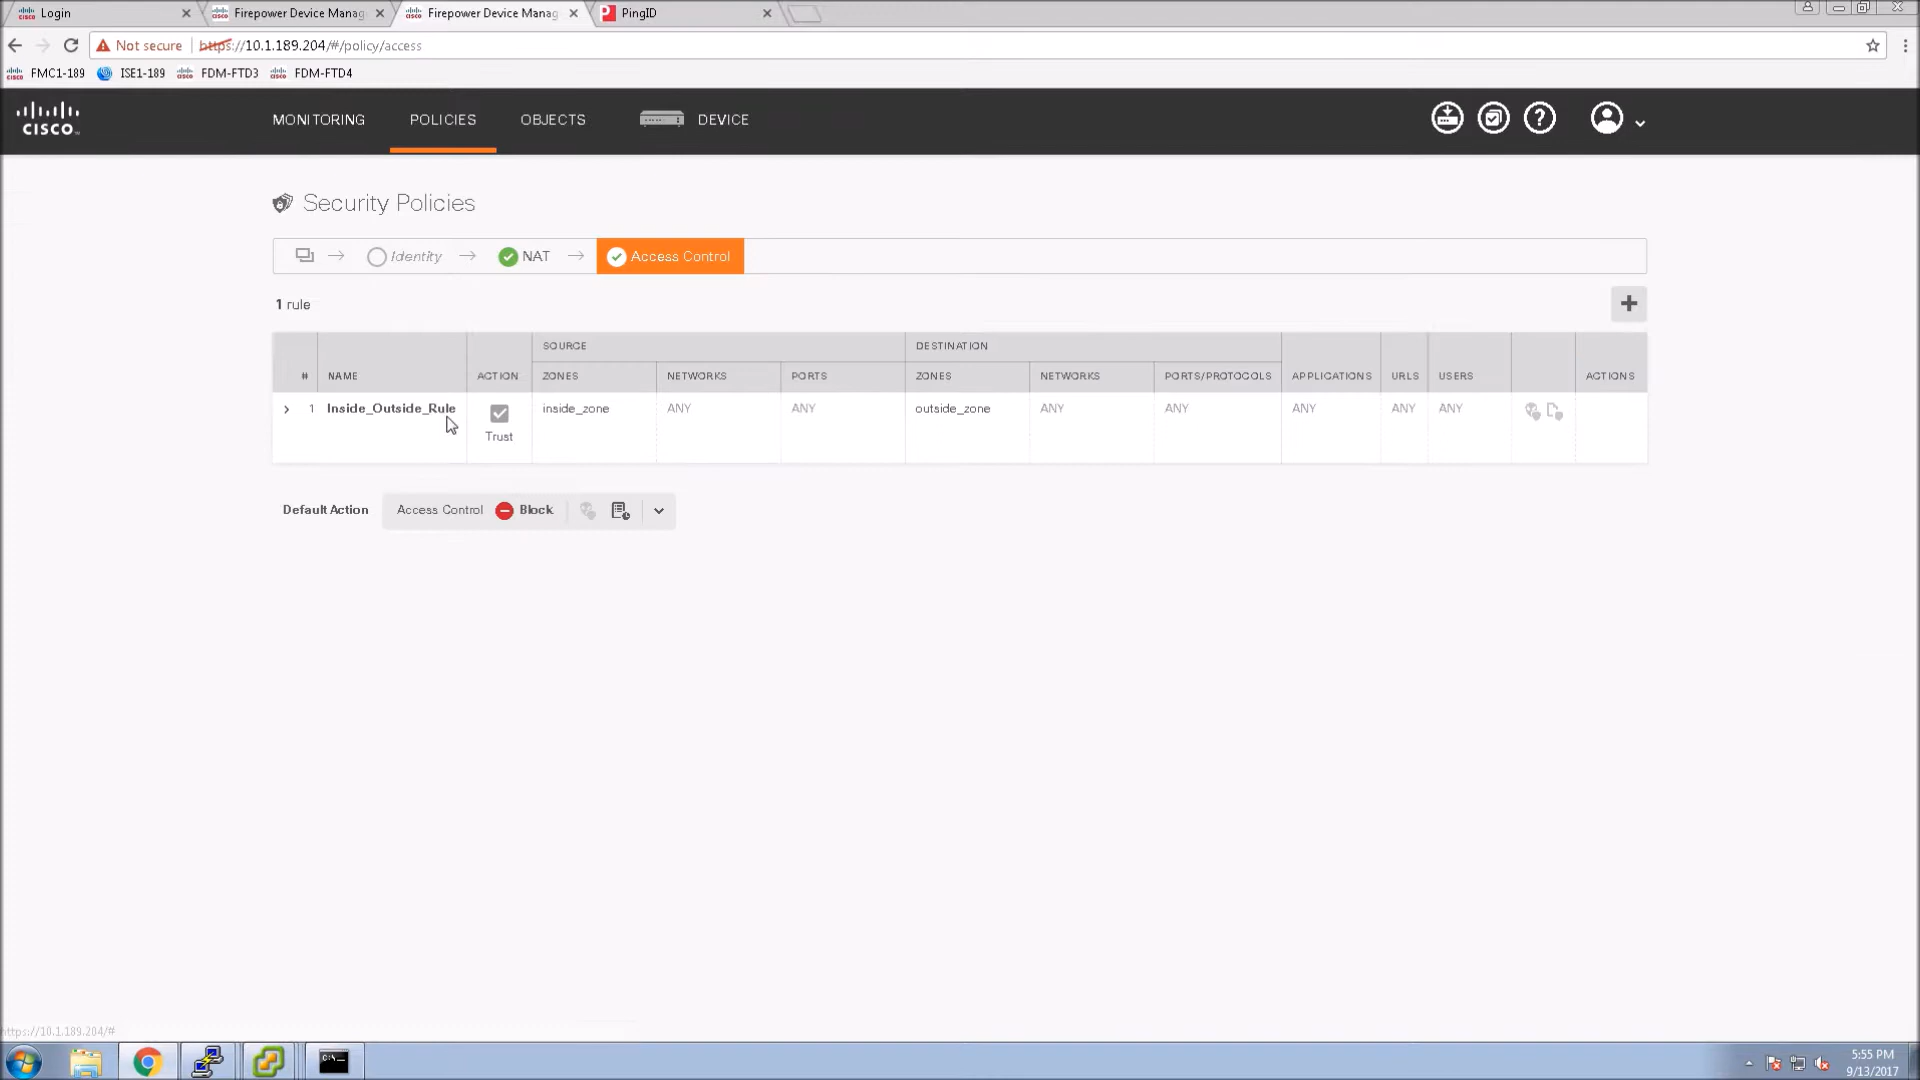 Login
Firepower Device Manag
Firepower Device Manag
PingID
Not secure
https://10.1.189.204/#/policy/access
FMC1-189
ISE1-189
FDM-FTD3
FDM-FTD4
CISCO
MONITORING
POLICIES
OBJECTS
DEVICE
?
Security Policies
Identity
NAT
Access Control
1 rule
SOURCE
DESTINATION
# NAME ACTION ZONES NETWORKS PORTS ZONES NETWORKS PORTS/PROTOCOLS APPLICATIONS URLS USERS ACTIONS
1 Inside_Outside_Rule inside_zone ANY ANY outside_zone ANY ANY ANY ANY ANY
Trust
Default Action Access Control Block
https://10.1.189.204/#
5:55 PM
9/13/2017